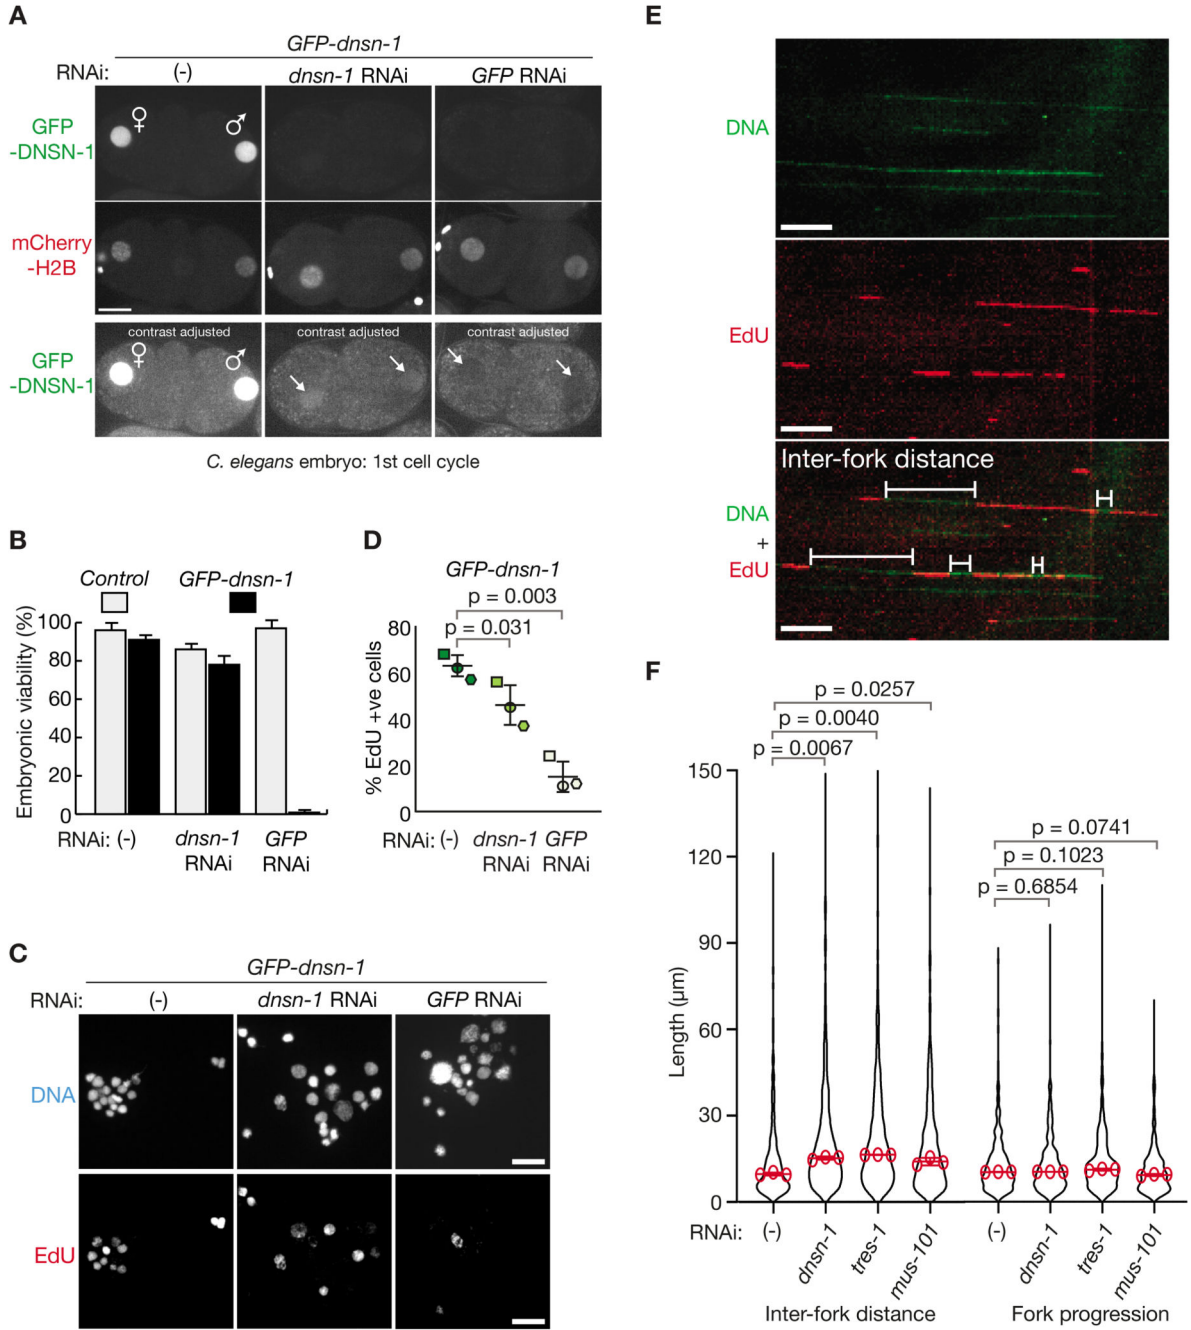 A
GFP-dnsn-1
RNAi: (-) dnsn-1 RNAi GFP RNAi
GFP
-DNSN-1
♀ ♂
mCherry
-H2B
contrast adjusted contrast adjusted contrast adjusted
GFP
-DNSN-1
♀ ♂
C. elegans embryo: 1st cell cycle
B
Control GFP-dnsn-1
Embryonic viability (%)
100
80
60
40
20
0
RNAi: (-) dnsn-1 RNAi GFP RNAi
D
GFP-dnsn-1
p = 0.003
p = 0.031
% EdU +ve cells
80
60
40
20
0
RNAi: (-) dnsn-1 RNAi GFP RNAi
C
GFP-dnsn-1
RNAi: (-) dnsn-1 RNAi GFP RNAi
DNA
EdU
E
DNA
EdU
Inter-fork distance
DNA
+
EdU
F
p = 0.0257
p = 0.0040
p = 0.0067
p = 0.0741
p = 0.1023
p = 0.6854
Length (µm)
150
120
90
60
30
0
RNAi: (-) dnsn-1 tres-1 mus-101 (-) dnsn-1 tres-1 mus-101
Inter-fork distance Fork progression